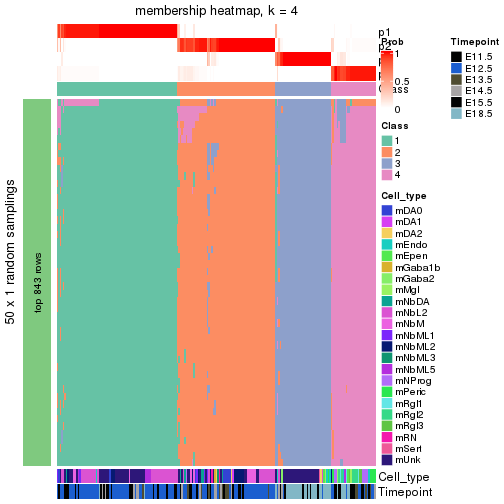 membership heatmap, k = 4
p1
p2
Prob
1
0.5
0
Class
1
2
3
4
Timepoint
E11.5
E12.5
E13.5
E14.5
E15.5
E18.5
Cell_type
mDA0
mDA1
mDA2
mEndo
mEpen
mGaba1b
mGaba2
mMgl
mNbDA
mNbL2
mNbM
mNbML1
mNbML2
mNbML3
mNbML5
mNProg
mPeric
mRgl1
mRgl2
mRgl3
mRN
mSert
mUnk
50 x 1 random samplings
top 843 rows
Cell_type
Timepoint